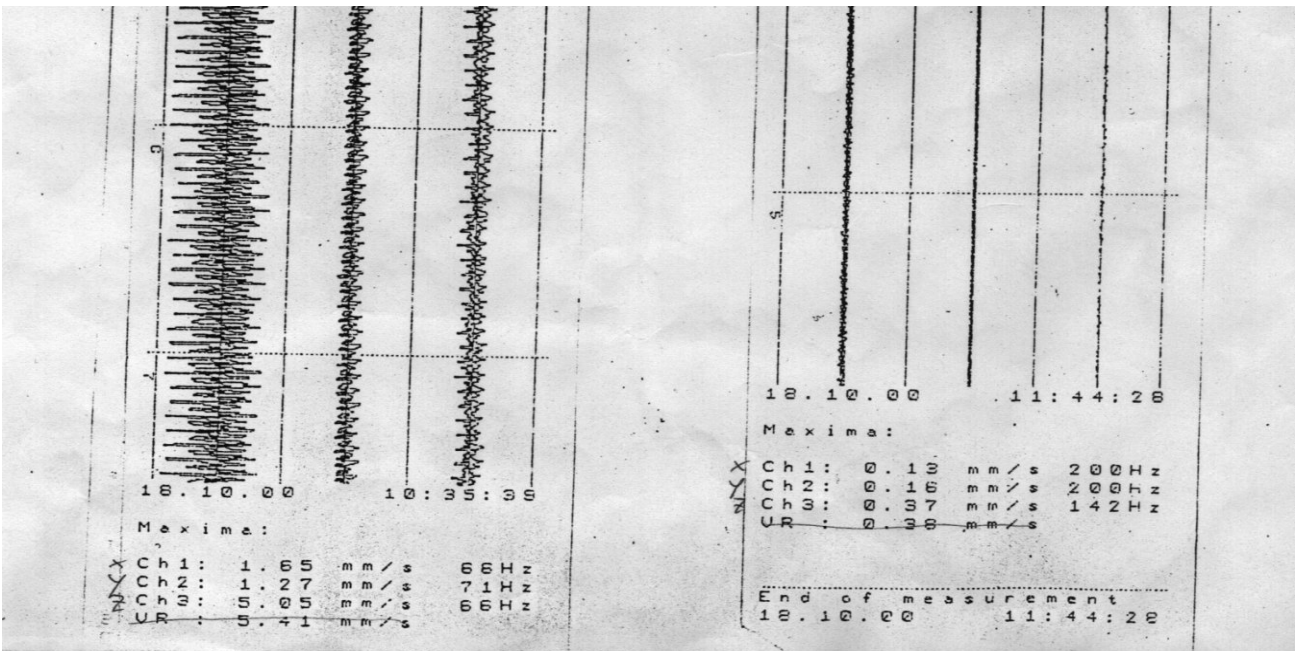 6
7
18.10.00 10:35:39
Maxima:
X Ch1: 1.65 mm/s 66Hz
Y Ch2: 1.27 mm/s 71Hz
Z Ch3: 5.05 mm/s 66Hz
VR : 5.41 mm/s
5
18.10.00 11:44:28
Maxima:
X Ch1: 0.13 mm/s 200Hz
Y Ch2: 0.16 mm/s 200Hz
Z Ch3: 0.37 mm/s 142Hz
VR : 0.38 mm/s
End of measurement
18.10.00 11:44:28